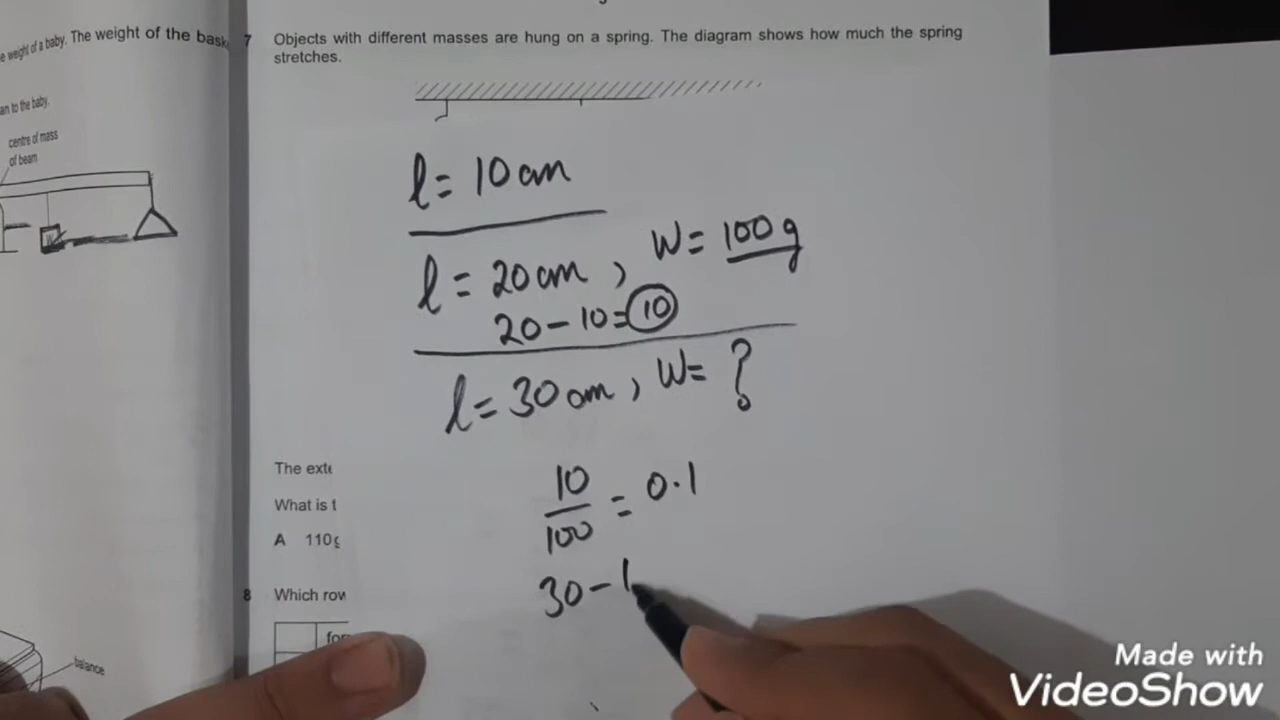 e weight of a baby. The weight of the bask
an to the baby.
centre of mass
of beam
balance
7 Objects with different masses are hung on a spring. The diagram shows how much the spring
stretches.
l = 10 cm
l = 20 cm , W = 100 g
20 - 10 = 10
l = 30 cm , W = ?
The exte
What is t
A 110g
10
100 = 0.1
30 - 1
8 Which row
for
Made with
VideoShow